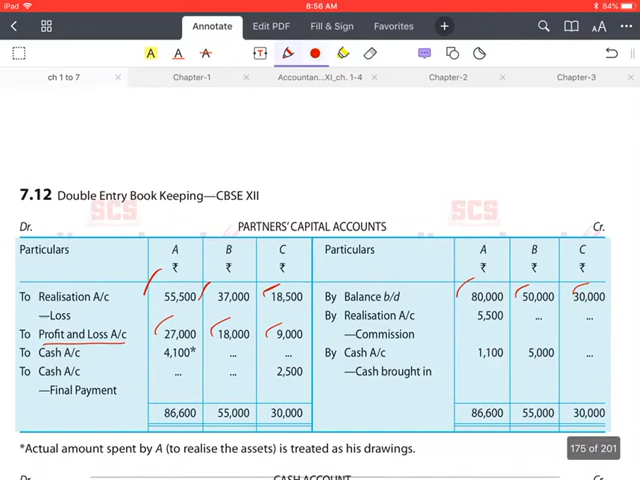 iPad 8:56 AM 84%
Annotate Edit PDF Fill & Sign Favorites
ch 1 to 7 Chapter-1 Accountan...XI_ch. 1-4 Chapter-2 Chapter-3
7.12 Double Entry Book Keeping—CBSE XII
SCS SCS
Dr. PARTNERS' CAPITAL ACCOUNTS Cr.
Particulars A B C Particulars A B C
₹ ₹ ₹ ₹ ₹ ₹
To Realisation A/c 55,500 37,000 18,500 By Balance b/d 80,000 50,000 30,000
—Loss By Realisation A/c 5,500 ... ...
To Profit and Loss A/c 27,000 18,000 9,000 —Commission
To Cash A/c 4,100* ... ... By Cash A/c 1,100 5,000 ...
To Cash A/c ... ... 2,500 —Cash brought in
—Final Payment
86,600 55,000 30,000 86,600 55,000 30,000
175 of 201
*Actual amount spent by A (to realise the assets) is treated as his drawings.
Dr. CASH ACCOUNT Cr.